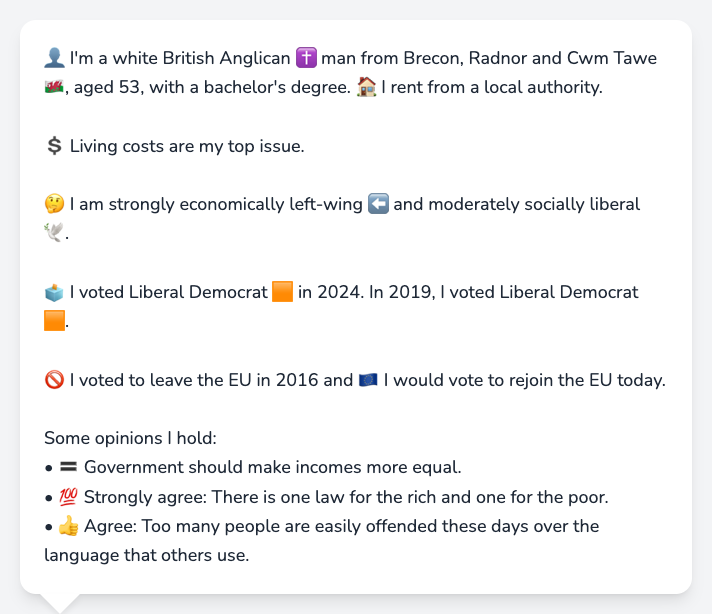 👤 I'm a white British Anglican ✝️ man from Brecon, Radnor and Cwm Tawe
🏴󠁧󠁢󠁷󠁬󠁳󠁿, aged 53, with a bachelor's degree. 🏠 I rent from a local authority.
💲 Living costs are my top issue.
🤔 I am strongly economically left-wing ⬅️ and moderately socially liberal
🕊️.
🗳️ I voted Liberal Democrat 🟧 in 2024. In 2019, I voted Liberal Democrat
🟧.
🚫 I voted to leave the EU in 2016 and 🇪🇺 I would vote to rejoin the EU today.
Some opinions I hold:
• 🟰 Government should make incomes more equal.
• 💯 Strongly agree: There is one law for the rich and one for the poor.
• 👍 Agree: Too many people are easily offended these days over the
language that others use.